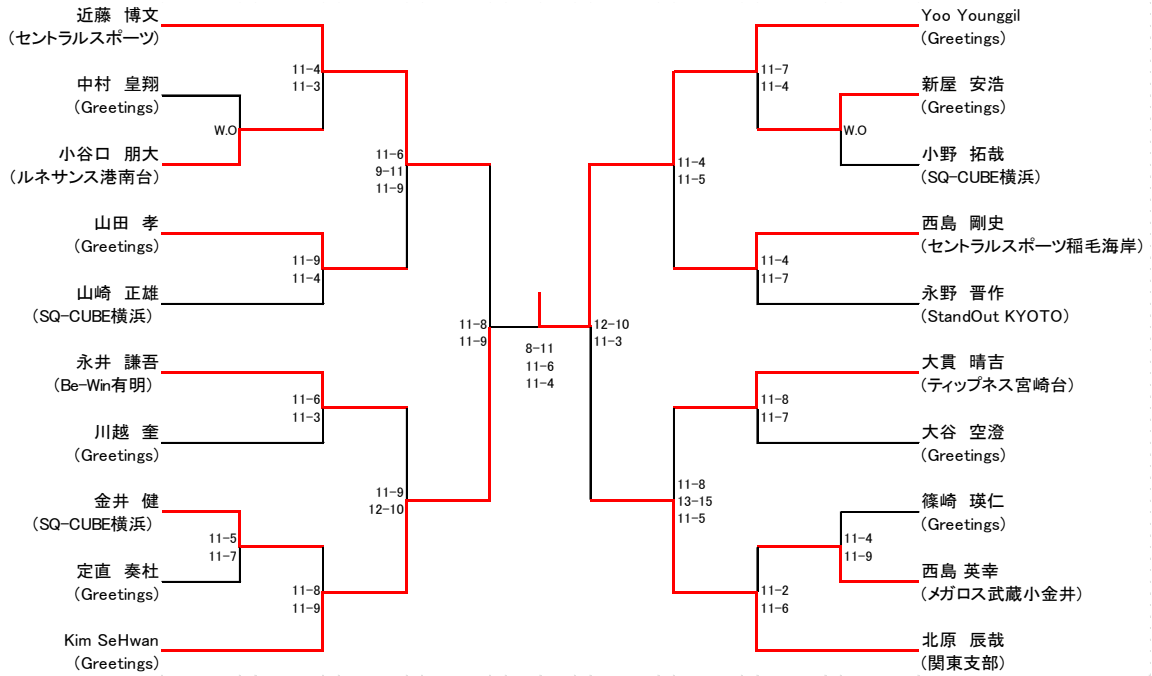 近藤 博文
(セントラルスポーツ)
中村 皇翔
(Greetings)
小谷口 朋大
(ルネサンス港南台)
山田 孝
(Greetings)
山崎 正雄
(SQ-CUBE横浜)
永井 謙吾
(Be-Win有明)
川越 奎
(Greetings)
金井 健
(SQ-CUBE横浜)
定直 奏杜
(Greetings)
Kim SeHwan
(Greetings)
W.O
11-4
11-3
11-9
11-4
11-6
11-3
11-5
11-7
11-8
11-9
11-6
9-11
11-9
11-9
12-10
11-8
11-9
8-11
11-6
11-4
12-10
11-3
11-4
11-5
11-8
13-15
11-5
11-7
11-4
W.O
11-4
11-7
11-8
11-7
11-4
11-9
11-2
11-6
Yoo Younggil
(Greetings)
新屋 安浩
(Greetings)
小野 拓哉
(SQ-CUBE横浜)
西島 剛史
(セントラルスポーツ稲毛海岸)
永野 晋作
(StandOut KYOTO)
大貫 晴吉
(ティップネス宮崎台)
大谷 空澄
(Greetings)
篠崎 瑛仁
(Greetings)
西島 英幸
(メガロス武蔵小金井)
北原 辰哉
(関東支部)